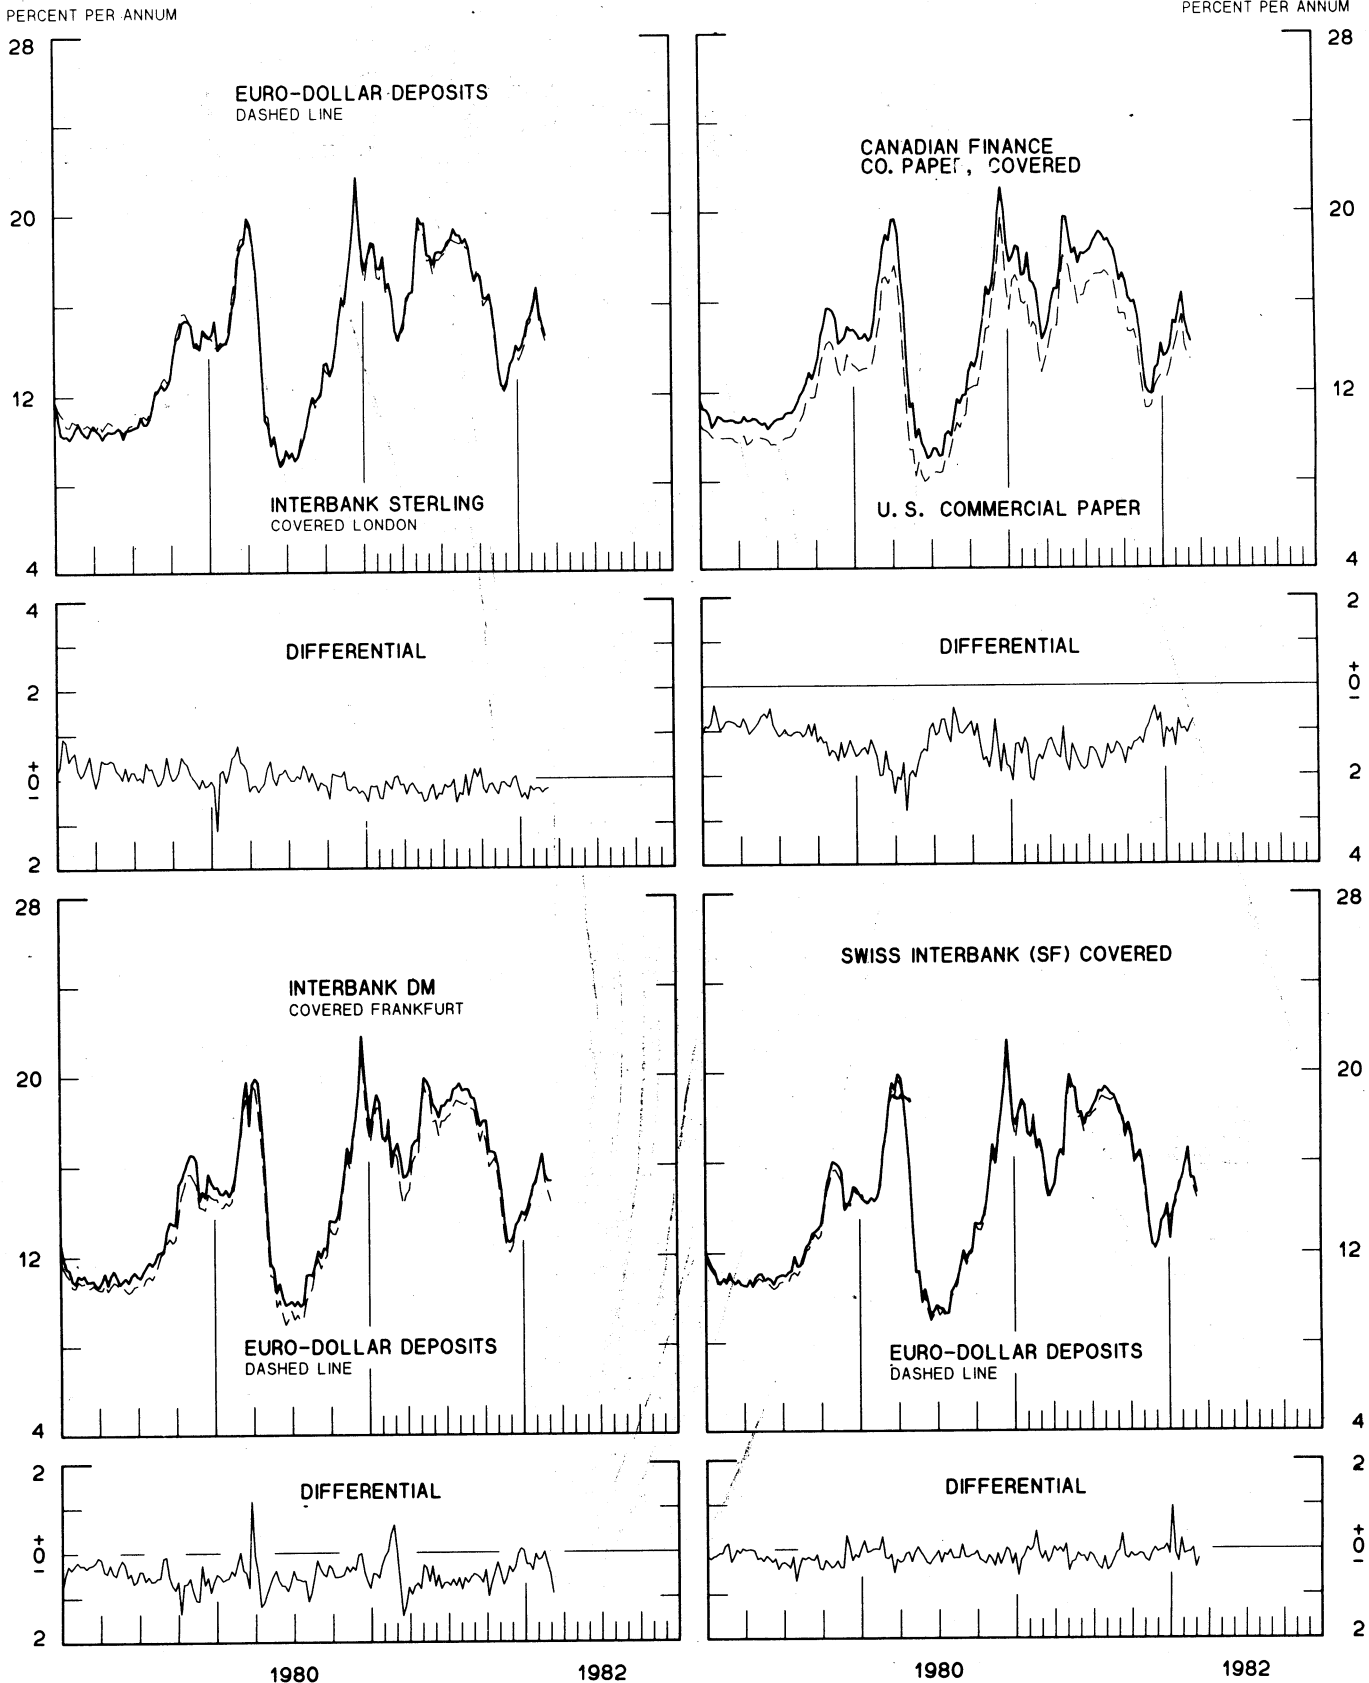 PERCENT PER ANNUM
PERCENT PER ANNUM
28
20
12
4
EURO-DOLLAR DEPOSITS
DASHED LINE
INTERBANK STERLING
COVERED LONDON
CANADIAN FINANCE
CO. PAPER, COVERED
U. S. COMMERCIAL PAPER
28
20
12
4
4
2
+
0
−
2
DIFFERENTIAL
DIFFERENTIAL
2
+
0
−
2
4
28
20
12
4
INTERBANK DM
COVERED FRANKFURT
EURO-DOLLAR DEPOSITS
DASHED LINE
SWISS INTERBANK (SF) COVERED
EURO-DOLLAR DEPOSITS
DASHED LINE
28
20
12
4
2
+
0
−
2
DIFFERENTIAL
DIFFERENTIAL
2
+
0
−
2
1980
1982
1980
1982